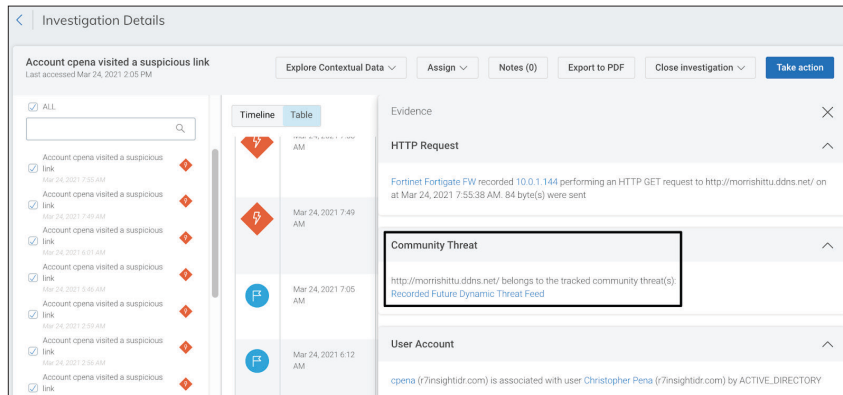 Investigation Details
Account cpena visited a suspicious link
Last accessed Mar 24, 2021 2:05 PM
Explore Contextual Data
Assign
Notes (0)
Export to PDF
Close investigation
Take action
ALL
Account cpena visited a suspicious
link
Mar 24, 2021 7:55 AM
Account cpena visited a suspicious
link
Mar 24, 2021 7:49 AM
Account cpena visited a suspicious
link
Mar 24, 2021 6:01 AM
Account cpena visited a suspicious
link
Mar 24, 2021 5:46 AM
Account cpena visited a suspicious
link
Mar 24, 2021 2:59 AM
Account cpena visited a suspicious
link
Mar 24, 2021 2:56 AM
Account cpena visited a suspicious
link
Timeline
Table
AM
Mar 24, 2021 7:49
AM
Mar 24, 2021 7:05
AM
Mar 24, 2021 6:12
AM
Evidence
HTTP Request
Fortinet Fortigate FW recorded 10.0.1.144 performing an HTTP GET request to http://morrishittu.ddns.net/ on
at Mar 24, 2021 7:55:38 AM. 84 byte(s) were sent
Community Threat
http://morrishittu.ddns.net/ belongs to the tracked community threat(s):
Recorded Future Dynamic Threat Feed
User Account
cpena (r7insightidr.com) is associated with user Christopher Pena (r7insightidr.com) by ACTIVE_DIRECTORY